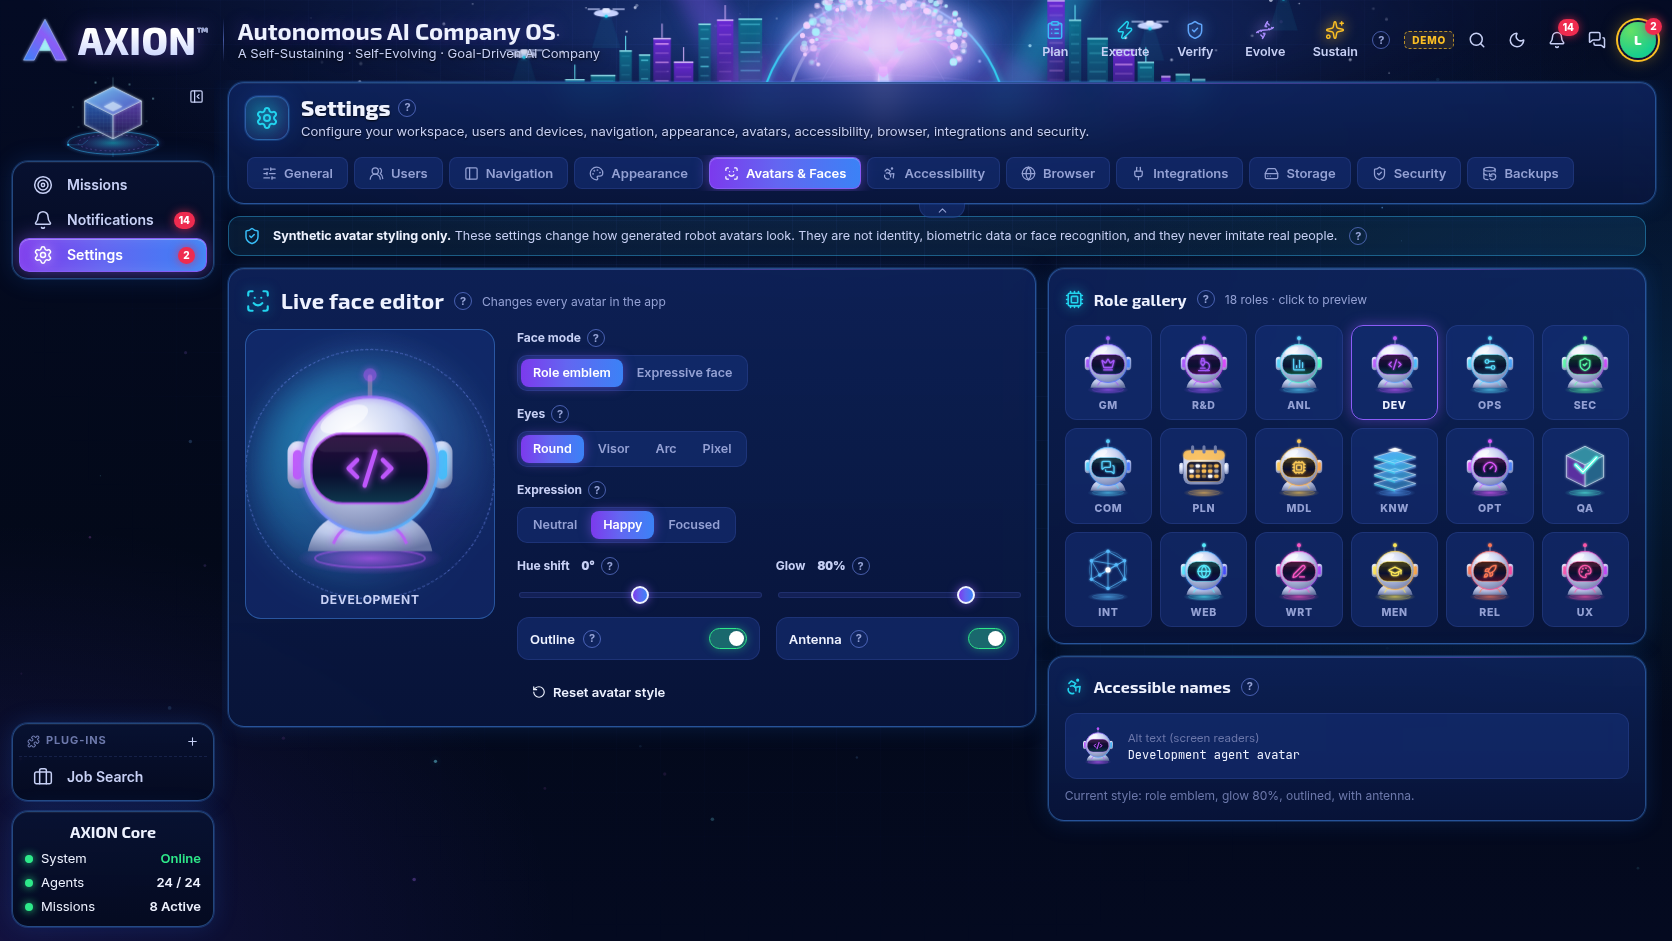 AXION™
Autonomous AI Company OS
A Self-Sustaining · Self-Evolving · Goal-Driven AI Company
Plan
Execute
Verify
Evolve
Sustain
?
DEMO
14
L
2
Missions
Notifications 14
Settings 2
Settings ?
Configure your workspace, users and devices, navigation, appearance, avatars, accessibility, browser, integrations and security.
General
Users
Navigation
Appearance
Avatars & Faces
Accessibility
Browser
Integrations
Storage
Security
Backups
Synthetic avatar styling only. These settings change how generated robot avatars look. They are not identity, biometric data or face recognition, and they never imitate real people. ?
Live face editor ? Changes every avatar in the app
DEVELOPMENT
Face mode ?
Role emblem Expressive face
Eyes ?
Round Visor Arc Pixel
Expression ?
Neutral Happy Focused
Hue shift 0° ?
Glow 80% ?
Outline ?
Antenna ?
Reset avatar style
Role gallery ? 18 roles · click to preview
GM R&D ANL DEV OPS SEC
COM PLN MDL KNW OPT QA
INT WEB WRT MEN REL UX
Accessible names ?
Alt text (screen readers)
Development agent avatar
Current style: role emblem, glow 80%, outlined, with antenna.
PLUG-INS +
Job Search
AXION Core
System Online
Agents 24 / 24
Missions 8 Active